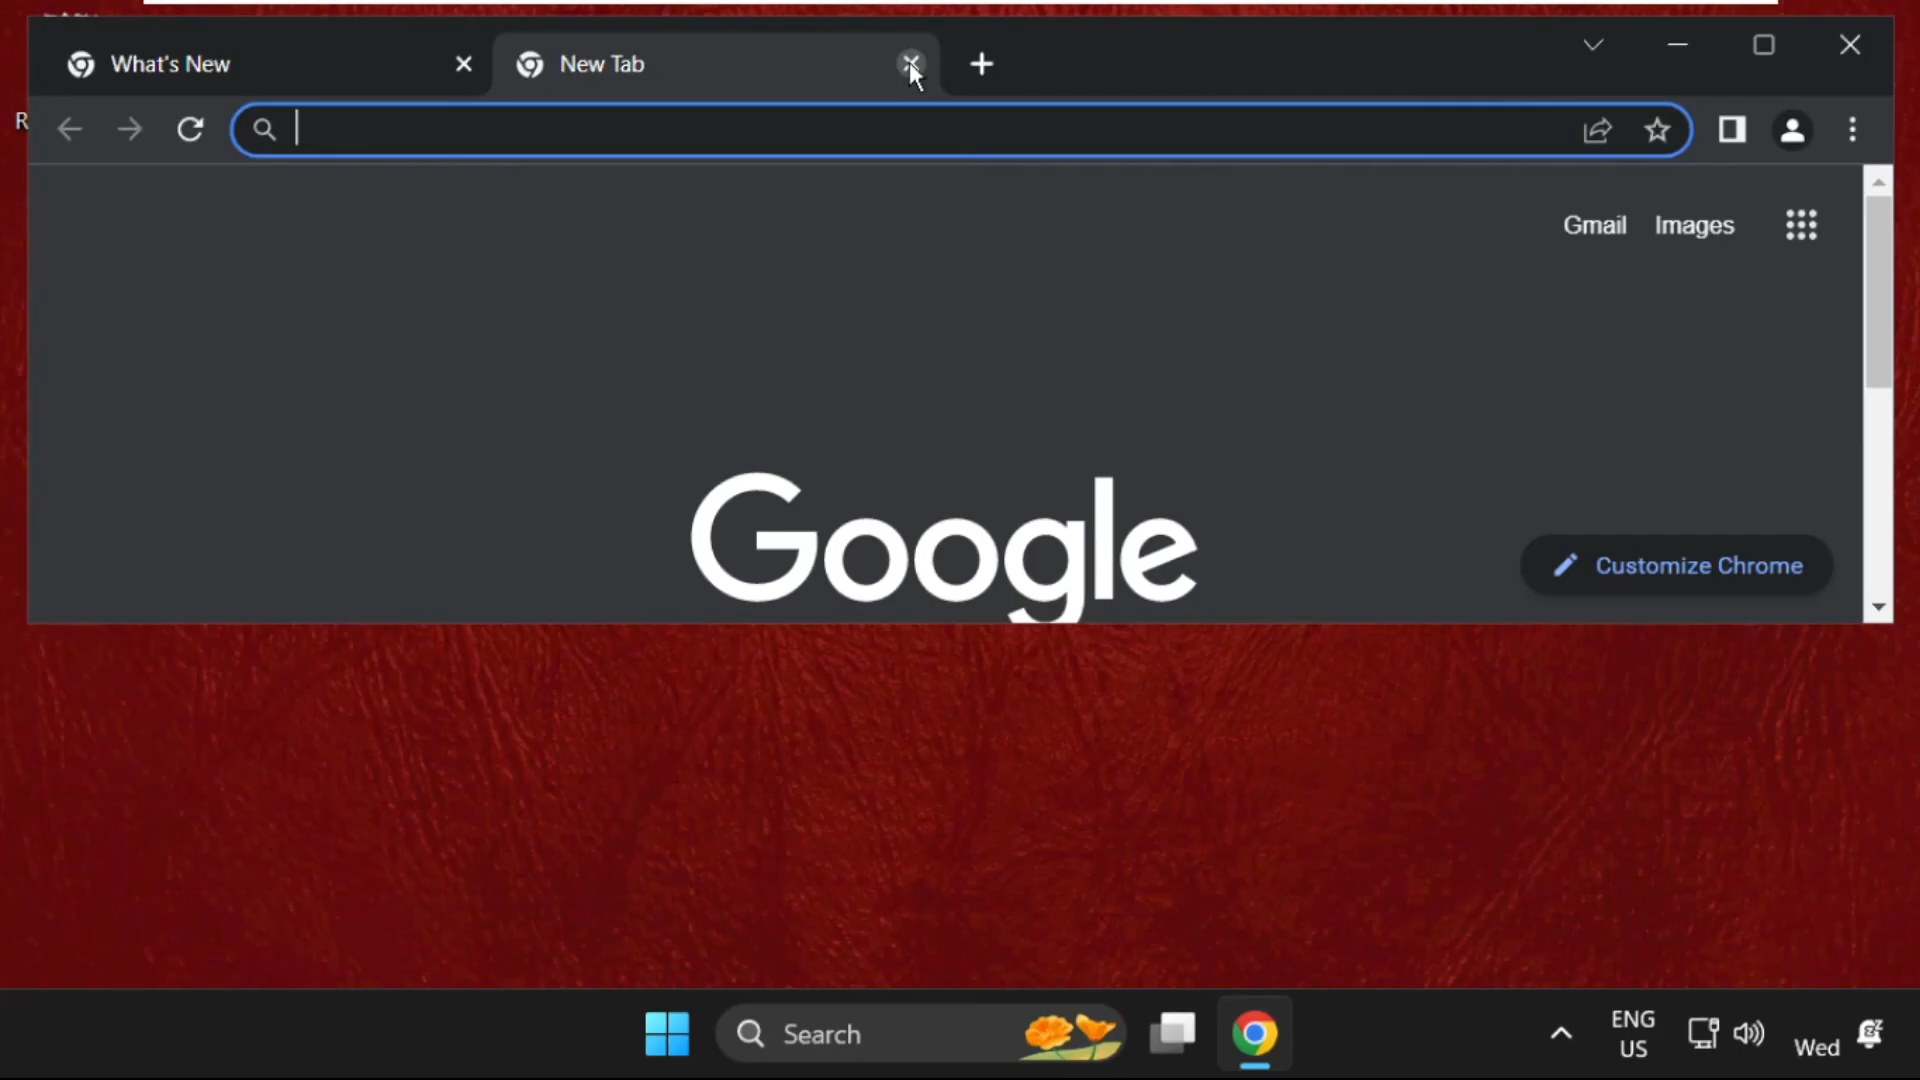 What's New
New Tab
R
Gmail
Images
Google
Customize Chrome
Search
ENG
US
Wed